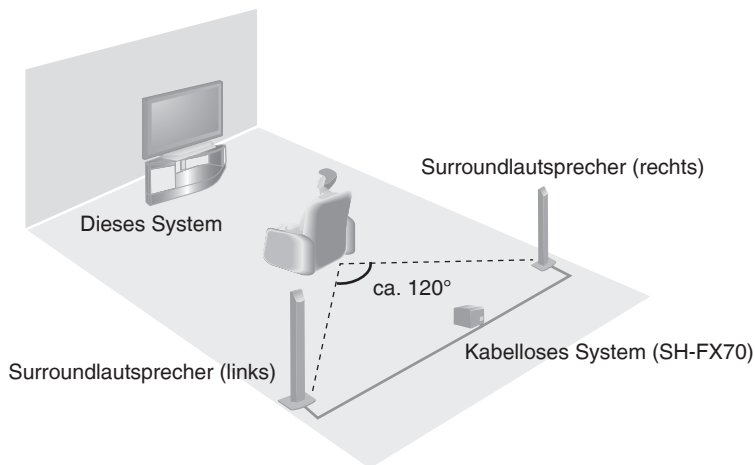 Surroundlautsprecher (rechts)
Dieses System
ca. 120°
Kabelloses System (SH-FX70)
Surroundlautsprecher (links)